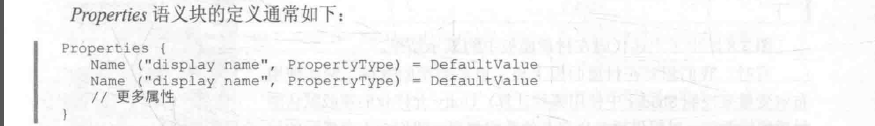 Properties 语义块的定义通常如下：
Properties {
Name ("display name", PropertyType) = DefaultValue
Name ("display name", PropertyType) = DefaultValue
// 更多属性
}